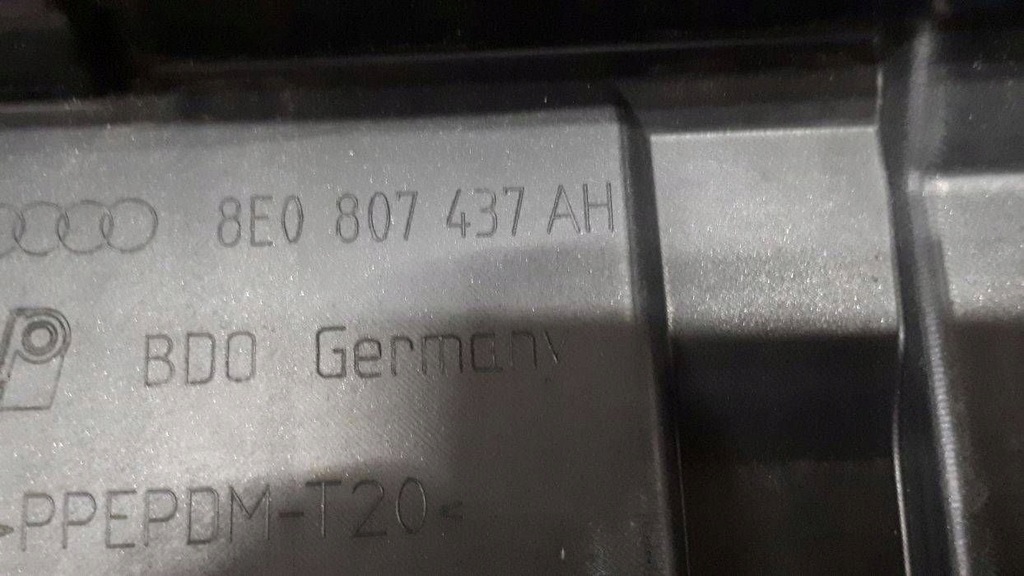 8E0 807 437 AH
BDO Germany
>PPEPDM-T20<